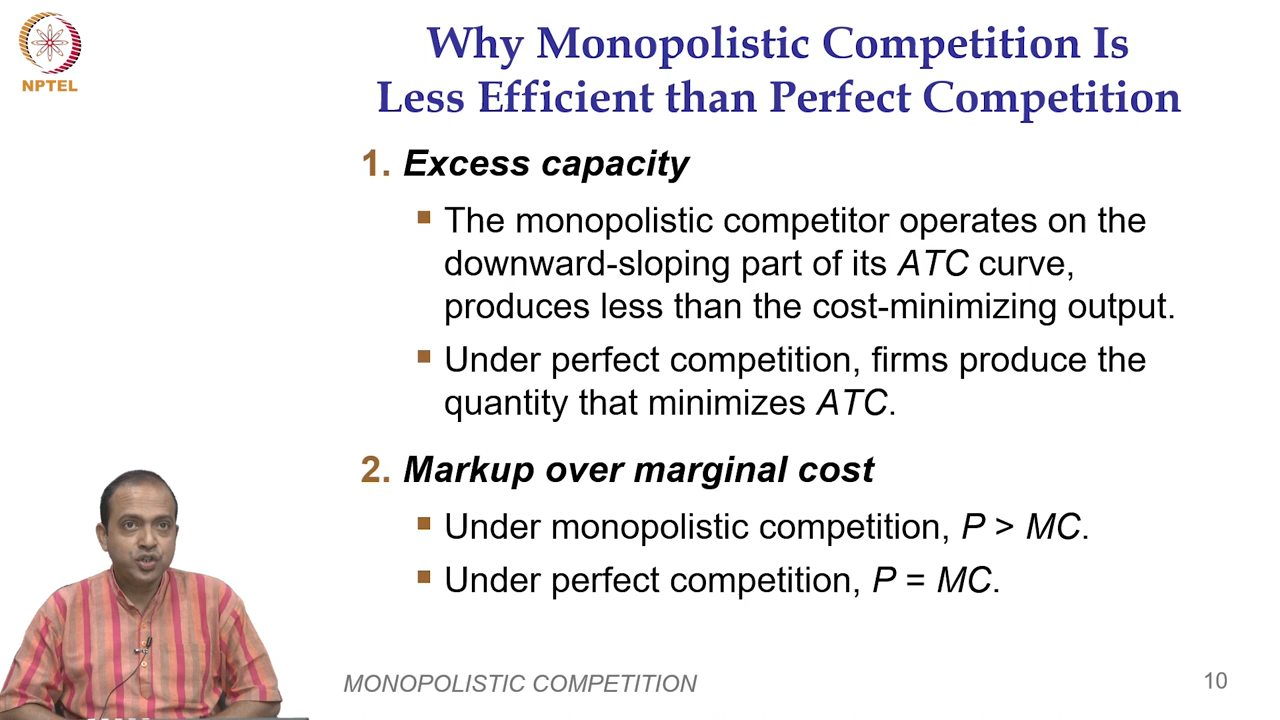 NPTEL
Why Monopolistic Competition Is
Less Efficient than Perfect Competition
1. Excess capacity
▪ The monopolistic competitor operates on the
downward-sloping part of its ATC curve,
produces less than the cost-minimizing output.
▪ Under perfect competition, firms produce the
quantity that minimizes ATC.
2. Markup over marginal cost
▪ Under monopolistic competition, P > MC.
▪ Under perfect competition, P = MC.
MONOPOLISTIC COMPETITION
10